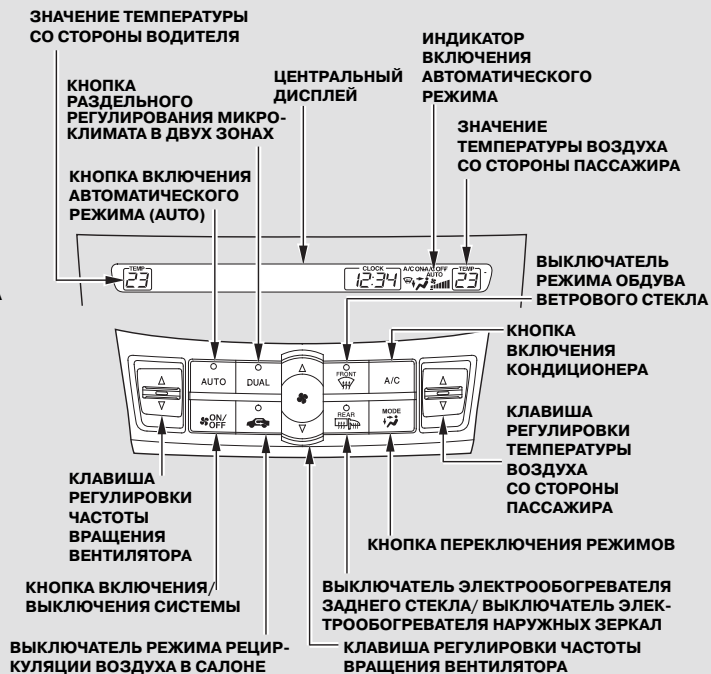 ЗНАЧЕНИЕ ТЕМПЕРАТУРЫ
СО СТОРОНЫ ВОДИТЕЛЯ
КНОПКА
РАЗДЕЛЬНОГО
РЕГУЛИРОВАНИЯ МИКРО-
КЛИМАТА В ДВУХ ЗОНАХ
ЦЕНТРАЛЬНЫЙ
ДИСПЛЕЙ
ИНДИКАТОР
ВКЛЮЧЕНИЯ
АВТОМАТИЧЕСКОГО
РЕЖИМА
ЗНАЧЕНИЕ
ТЕМПЕРАТУРЫ ВОЗДУХА
СО СТОРОНЫ ПАССАЖИРА
КНОПКА ВКЛЮЧЕНИЯ
АВТОМАТИЧЕСКОГО
РЕЖИМА (AUTO)
TEMP
23
CLOCK
12:34
A/C ON A/C OFF
AUTO
TEMP
23
ВЫКЛЮЧАТЕЛЬ
РЕЖИМА ОБДУВА
ВЕТРОВОГО СТЕКЛА
AUTO
DUAL
FRONT
A/C
ON/
OFF
REAR
MODE
КНОПКА
ВКЛЮЧЕНИЯ
КОНДИЦИОНЕРА
КЛАВИША
РЕГУЛИРОВКИ
ТЕМПЕРАТУРЫ
ВОЗДУХА
СО СТОРОНЫ
ПАССАЖИРА
КЛАВИША
РЕГУЛИРОВКИ
ЧАСТОТЫ
ВРАЩЕНИЯ
ВЕНТИЛЯТОРА
КНОПКА ПЕРЕКЛЮЧЕНИЯ РЕЖИМОВ
КНОПКА ВКЛЮЧЕНИЯ/
ВЫКЛЮЧЕНИЯ СИСТЕМЫ
ВЫКЛЮЧАТЕЛЬ ЭЛЕКТРООБОГРЕВАТЕЛЯ
ЗАДНЕГО СТЕКЛА/ ВЫКЛЮЧАТЕЛЬ ЭЛЕК-
ТРООБОГРЕВАТЕЛЯ НАРУЖНЫХ ЗЕРКАЛ
ВЫКЛЮЧАТЕЛЬ РЕЖИМА РЕЦИР-
КУЛЯЦИИ ВОЗДУХА В САЛОНЕ
КЛАВИША РЕГУЛИРОВКИ ЧАСТОТЫ
ВРАЩЕНИЯ ВЕНТИЛЯТОРА